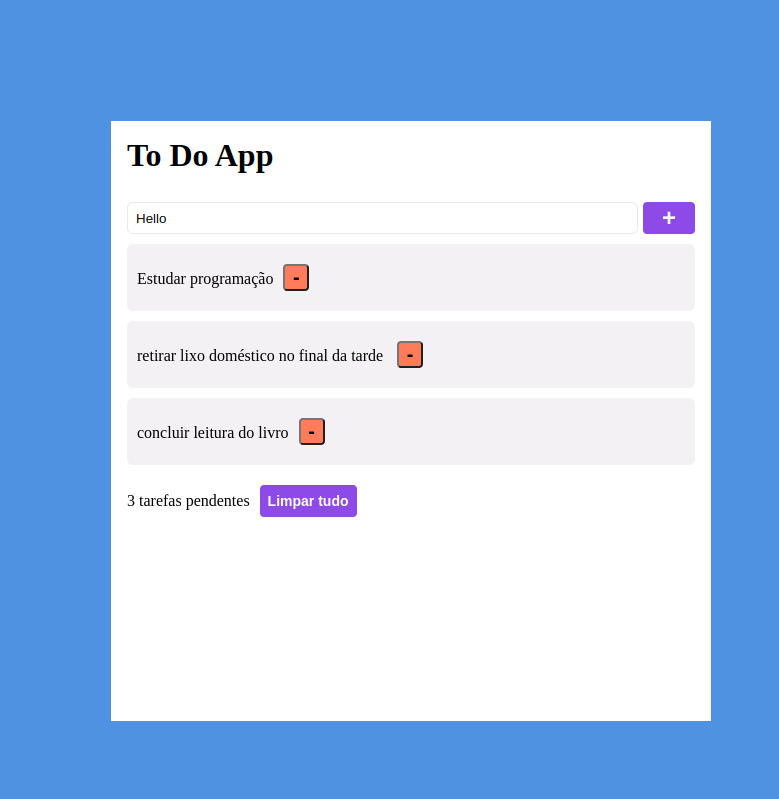 To Do App
Hello
+
Estudar programação -
retirar lixo doméstico no final da tarde -
concluir leitura do livro -
3 tarefas pendentes Limpar tudo